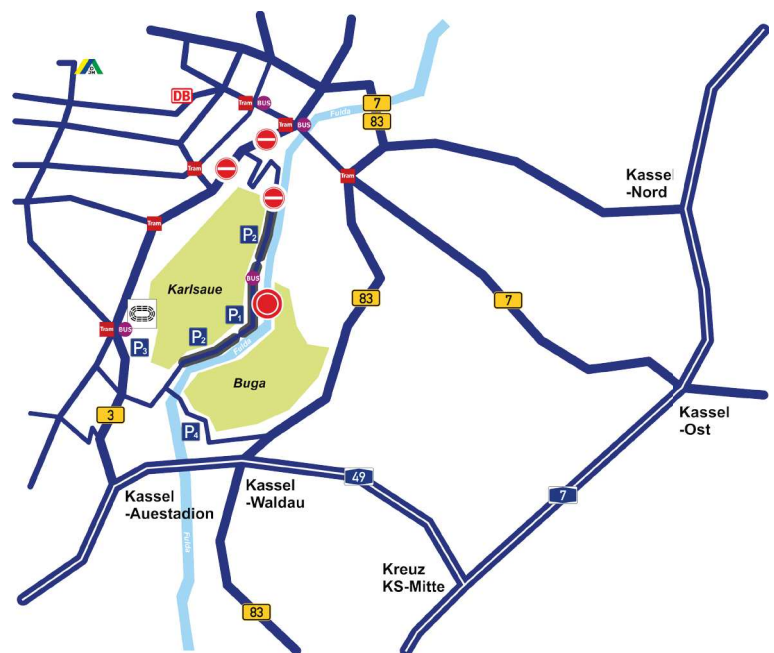 DJH
DB
Tram
BUS
7
Fulda
Tram
BUS
83
Tram
Tram
Kassel
-Nord
Tram
P2
Karlsaue
BUS
83
7
P1
Tram
BUS
P2
Fulda
P3
Buga
3
Kassel
-Ost
P4
Kassel
-Auestadion
Kassel
-Waldau
49
7
Fulda
Kreuz
KS-Mitte
83